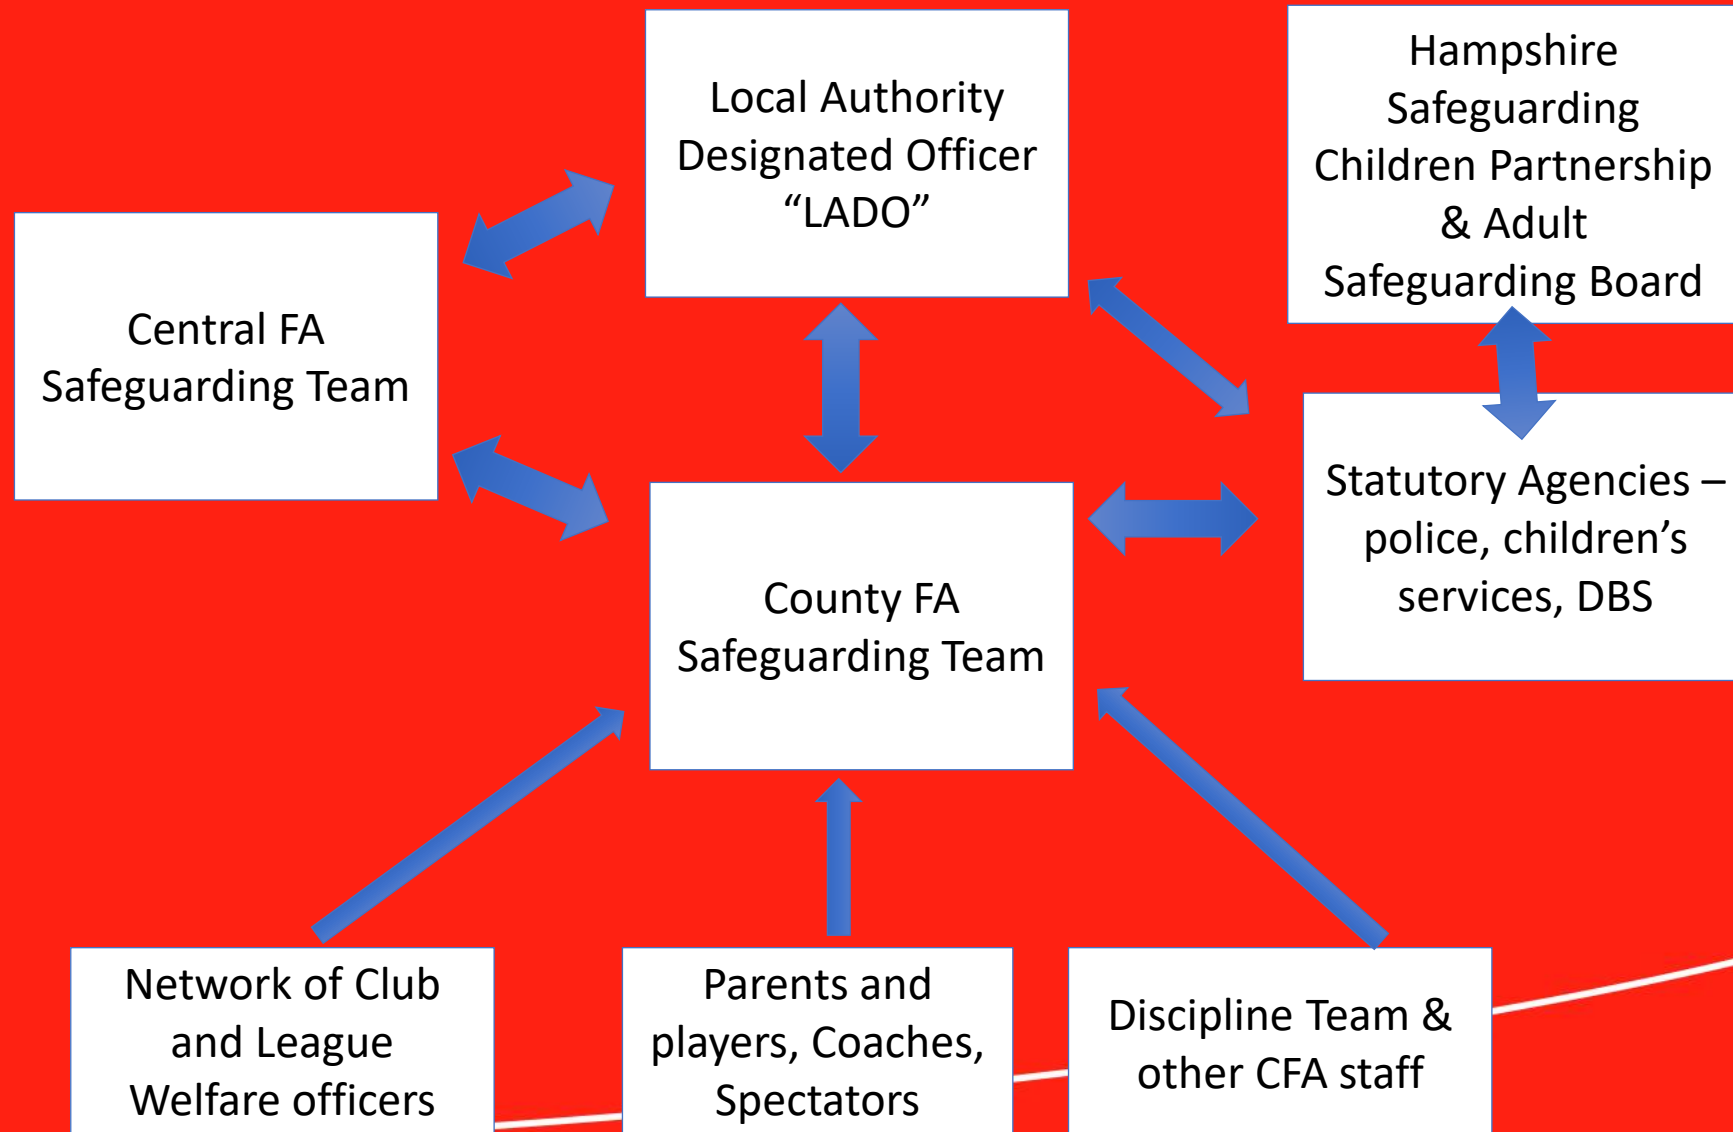 Local Authority
Designated Officer
“LADO”
Hampshire
Safeguarding
Children Partnership
& Adult
Safeguarding Board
Central FA
Safeguarding Team
Statutory Agencies –
police, children’s
services, DBS
County FA
Safeguarding Team
Network of Club
and League
Welfare officers
Parents and
players, Coaches,
Spectators
Discipline Team &
other CFA staff